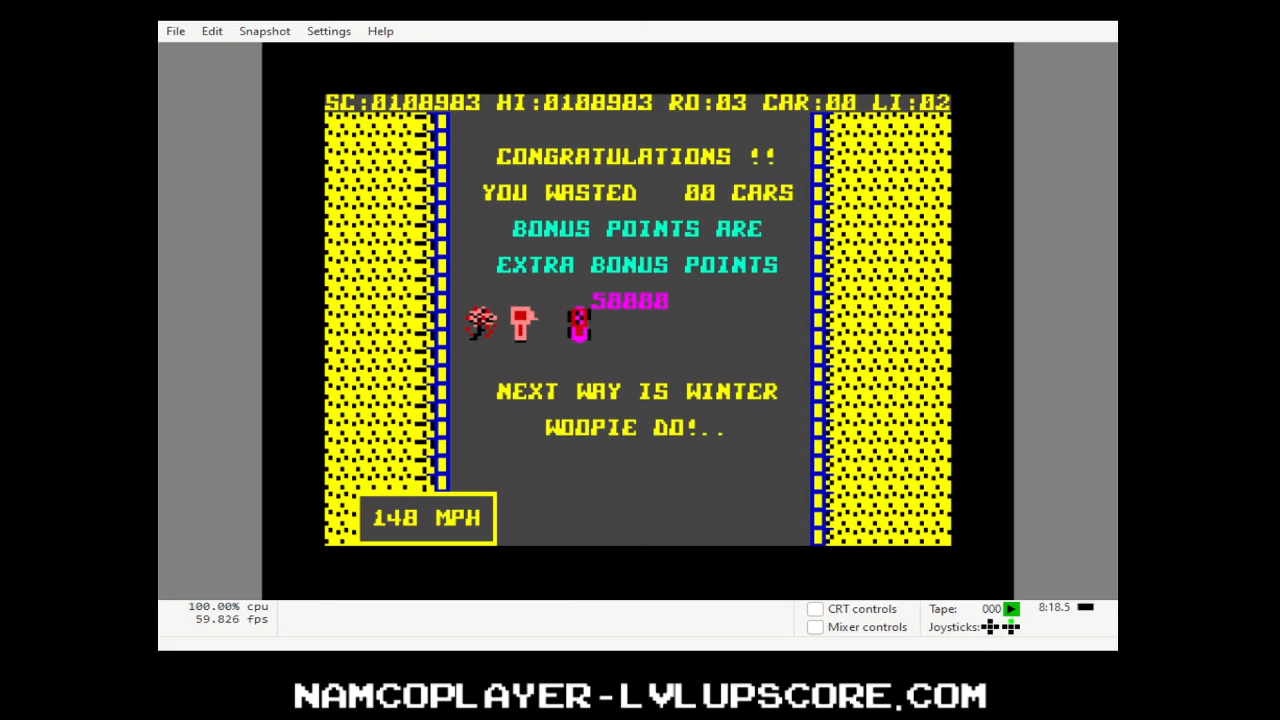 File Edit Snapshot Settings Help
SC:0108983 HI:0108983 RO:03 CAR:00 LI:02
CONGRATULATIONS !!
YOU WASTED 00 CARS
BONUS POINTS ARE
EXTRA BONUS POINTS
50000
NEXT WAY IS WINTER
WOOPIE DO!..
148 MPH
100.00% cpu
59.826 fps
CRT controls
Mixer controls
Tape: 000
Joysticks:
8:18.5
NAMCOPLAYER-LVLUPSCORE.COM